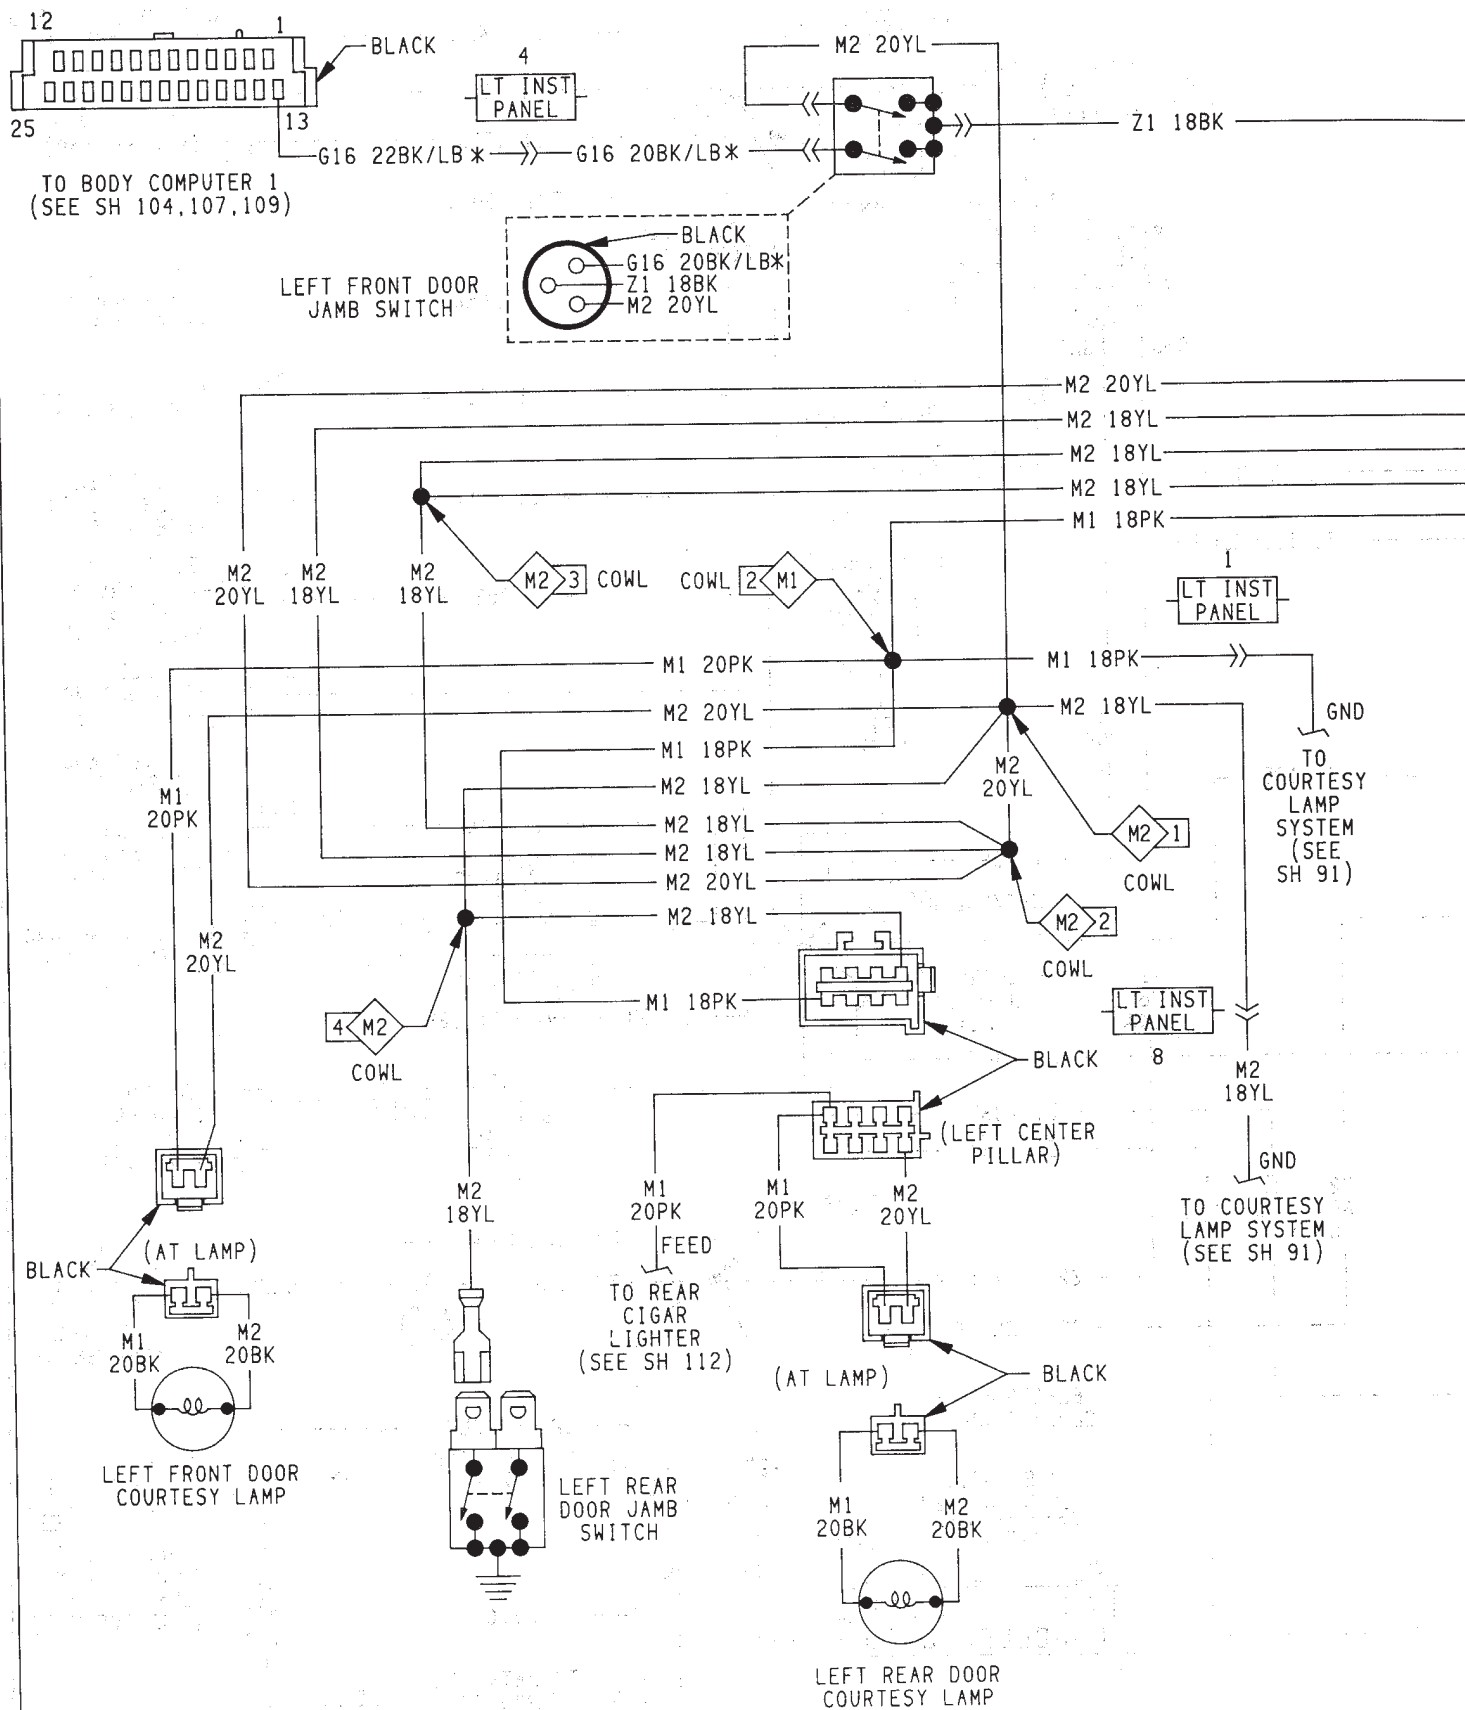 12
1
BLACK
25
13
TO BODY COMPUTER 1
(SEE SH 104,107,109)
4
LT INST
PANEL
G16 22BK/LB*
G16 20BK/LB*
M2 20YL
Z1 18BK
LEFT FRONT DOOR
JAMB SWITCH
BLACK
G16 20BK/LB*
Z1 18BK
M2 20YL
M2 20YL
M2 18YL
M2 18YL
M2 18YL
M1 18PK
M2
20YL
M2
18YL
M2
18YL
M2 3 COWL
COWL 2 M1
1
LT INST
PANEL
M1 20PK
M1 18PK
M2 20YL
M2 18YL
GND
TO
COURTESY
LAMP
SYSTEM
(SEE
SH 91)
M1 18PK
M2 18YL
M2
20YL
M1
20PK
M2 18YL
M2 18YL
M2 20YL
M2 1
COWL
M2 18YL
M2 2
COWL
M2
20YL
M1 18PK
4 M2
COWL
LT INST
PANEL
8
BLACK
M2
18YL
(LEFT CENTER
PILLAR)
GND
TO COURTESY
LAMP SYSTEM
(SEE SH 91)
M2
18YL
M1
20PK
M1
20PK
M2
20YL
FEED
TO REAR
CIGAR
LIGHTER
(SEE SH 112)
BLACK
(AT LAMP)
M1
20BK
M2
20BK
LEFT FRONT DOOR
COURTESY LAMP
LEFT REAR
DOOR JAMB
SWITCH
(AT LAMP)
BLACK
M1
20BK
M2
20BK
LEFT REAR DOOR
COURTESY LAMP